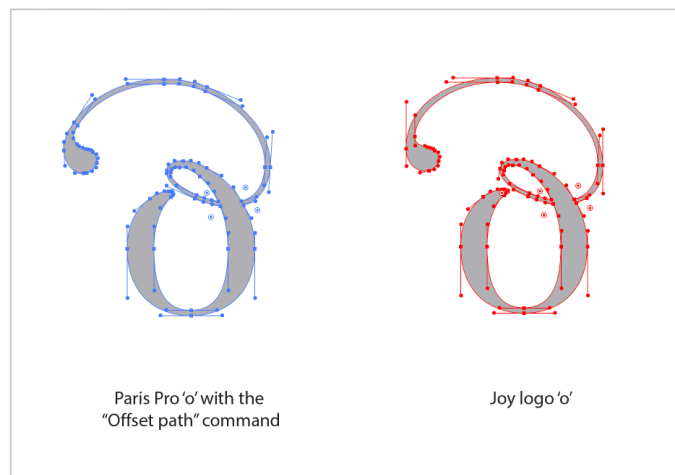 Paris Pro ‘o’ with the
“Offset path” command
Joy logo ‘o’